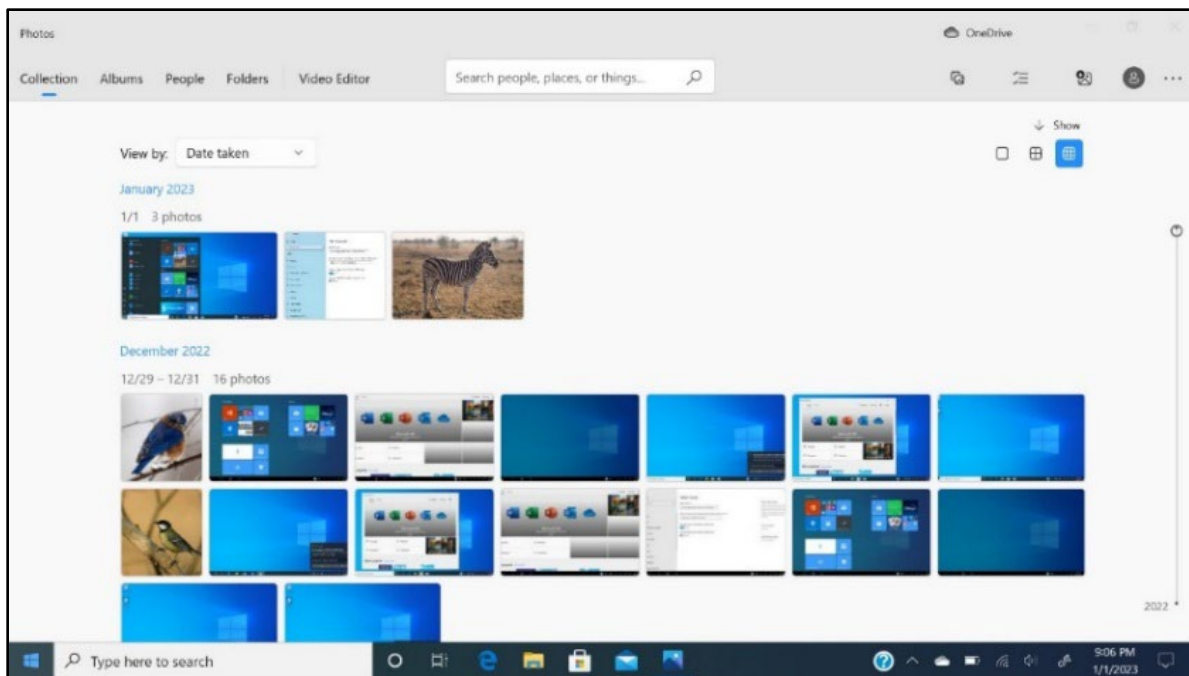 Photos
OneDrive
Collection Albums People Folders Video Editor
Search people, places, or things...
Show
View by: Date taken
January 2023
1/1 3 photos
December 2022
12/29 – 12/31 16 photos
2022
Type here to search
9:06 PM
1/1/2023